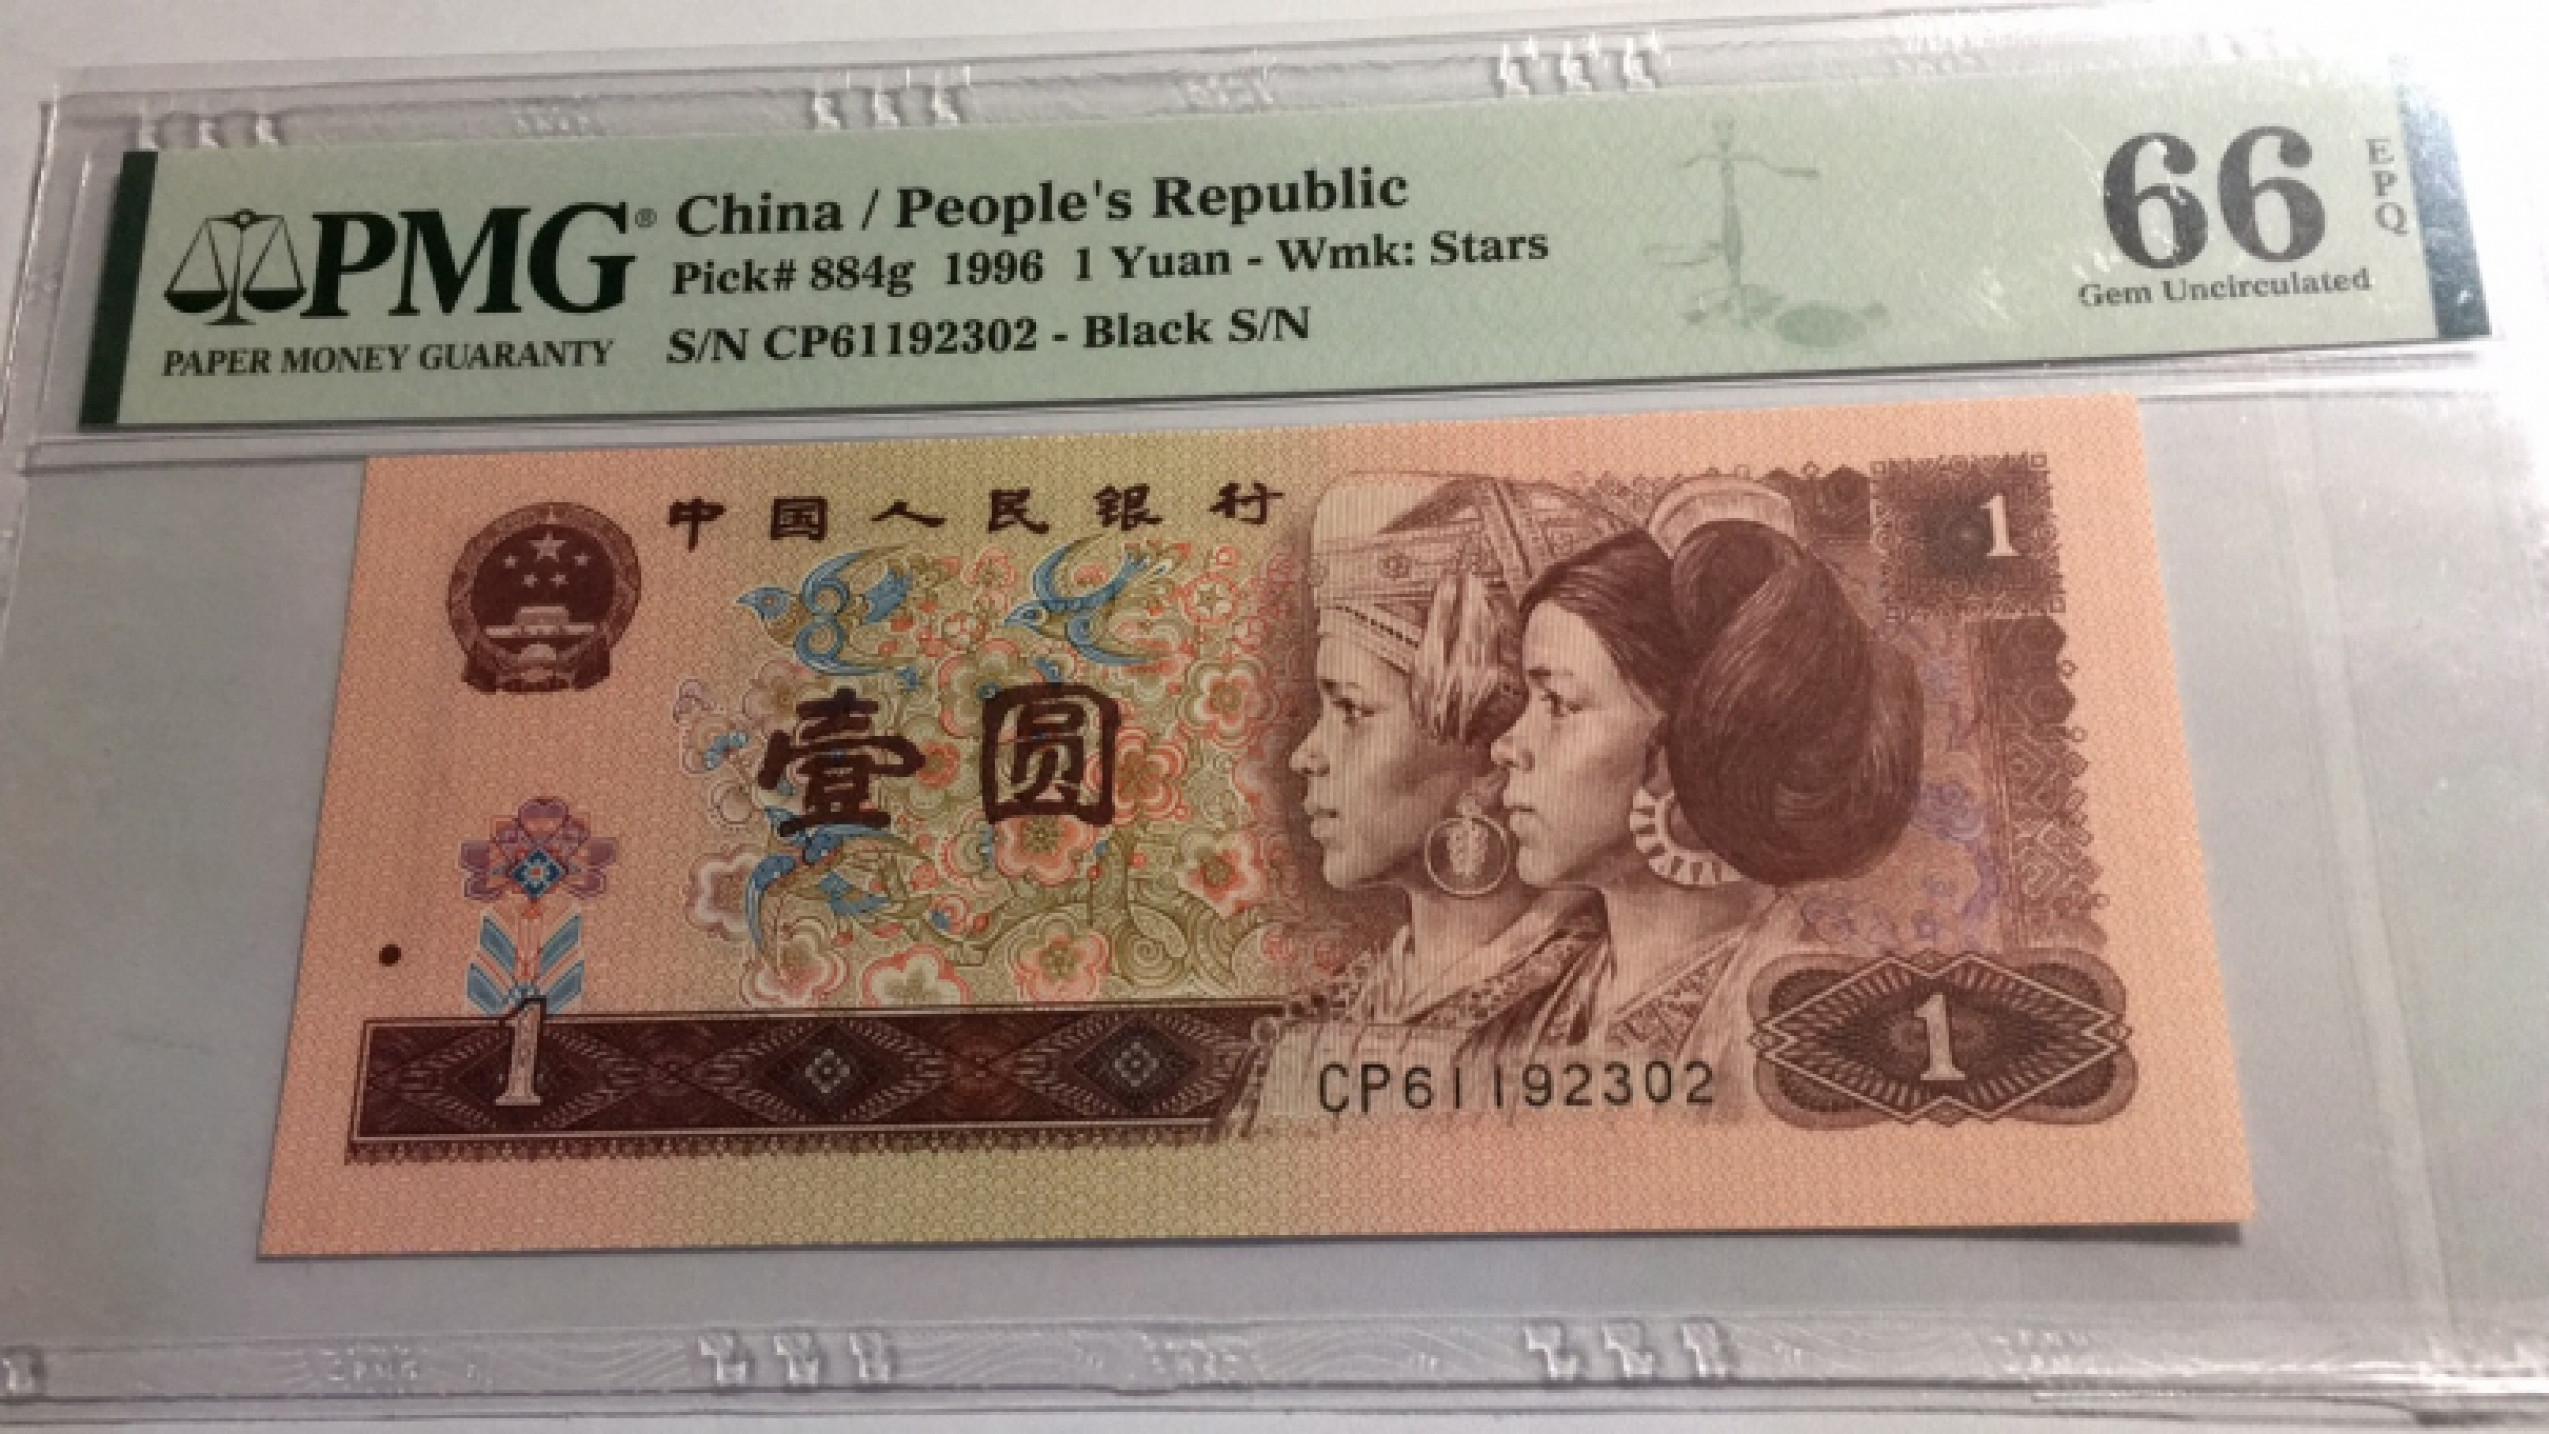 PMG®
PAPER MONEY GUARANTY
China / People's Republic
Pick# 884g 1996 1 Yuan - Wmk: Stars
S/N CP61192302 - Black S/N
66
EPQ
Gem Uncirculated
中国人民银行
1
壹圆
1
CP61192302
1